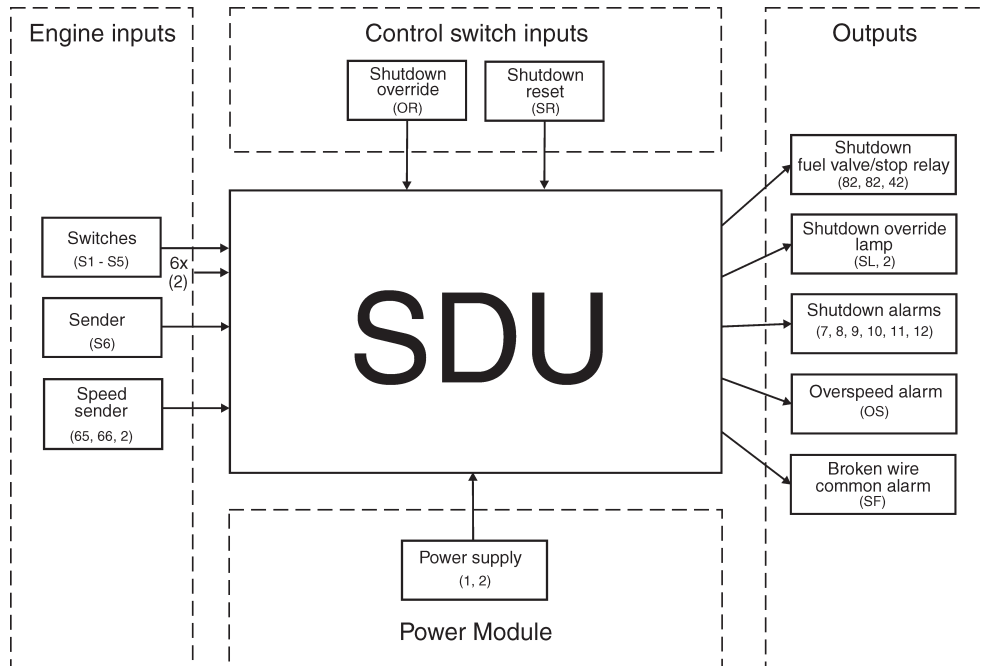 Engine inputs
Control switch inputs
Outputs
Shutdown
override
(OR)
Shutdown
reset
(SR)
Switches
(S1 - S5)
6x
(2)
Sender
(S6)
Speed
sender
(65, 66, 2)
SDU
Shutdown
fuel valve/stop relay
(82, 82, 42)
Shutdown override
lamp
(SL, 2)
Shutdown alarms
(7, 8, 9, 10, 11, 12)
Overspeed alarm
(OS)
Broken wire
common alarm
(SF)
Power supply
(1, 2)
Power Module